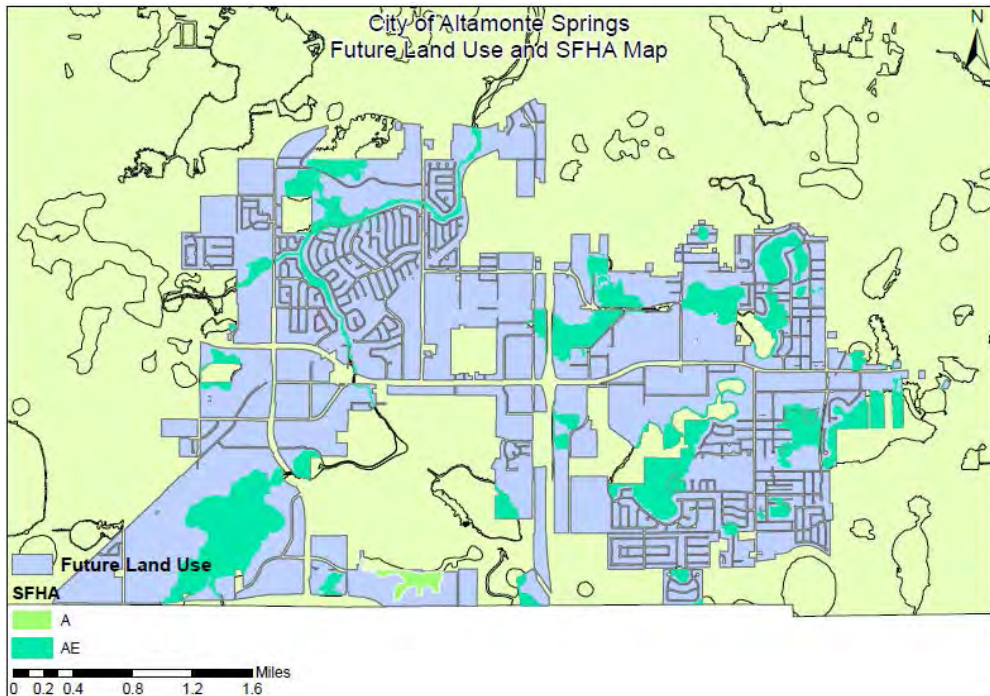 City of Altamonte Springs
Future Land Use and SFHA Map
N
Future Land Use
SFHA
A
AE
Miles
0 0.2 0.4 0.8 1.2 1.6